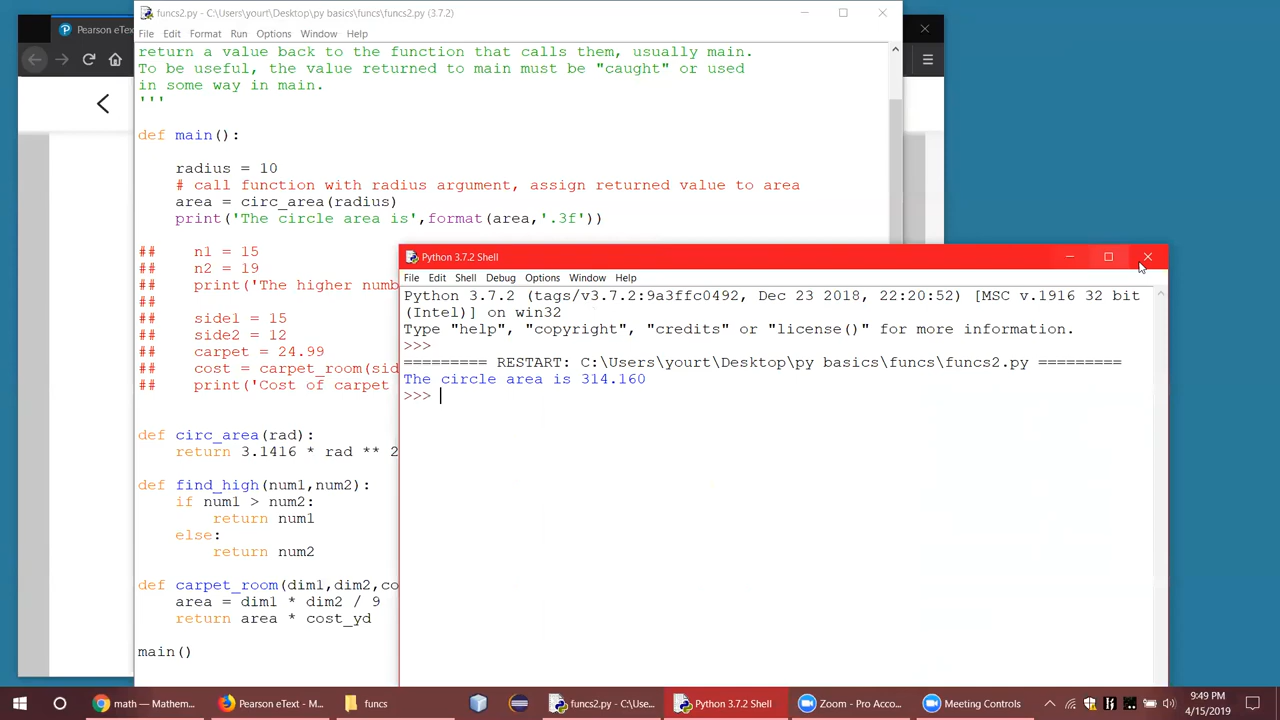 funcs2.py - C:\Users\yourt\Desktop\py basics\funcs\funcs2.py (3.7.2)
Pearson eText
File Edit Format Run Options Window Help
return a value back to the function that calls them, usually main.
To be useful, the value returned to main must be "caught" or used
in some way in main.
'''
def main():
radius = 10
# call function with radius argument, assign returned value to area
area = circ_area(radius)
print('The circle area is',format(area,'.3f'))
## n1 = 15
## n2 = 19
## print('The higher numb
##
## side1 = 15
## side2 = 12
## carpet = 24.99
## cost = carpet_room(sid
## print('Cost of carpet
def circ_area(rad):
return 3.1416 * rad ** 2
def find_high(num1,num2):
if num1 > num2:
return num1
else:
return num2
def carpet_room(dim1,dim2,co
area = dim1 * dim2 / 9
return area * cost_yd
main()
Python 3.7.2 Shell
File Edit Shell Debug Options Window Help
Python 3.7.2 (tags/v3.7.2:9a3ffc0492, Dec 23 2018, 22:20:52) [MSC v.1916 32 bit
(Intel)] on win32
Type "help", "copyright", "credits" or "license()" for more information.
>>>
========= RESTART: C:\Users\yourt\Desktop\py basics\funcs\funcs2.py =========
The circle area is 314.160
>>>
math — Mathem... Pearson eText - M... funcs funcs2.py - C:\Use... Python 3.7.2 Shell Zoom - Pro Acco... Meeting Controls
9:49 PM
4/15/2019